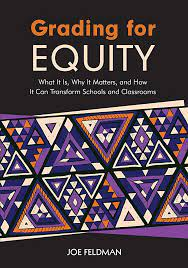 Grading for
EQUITY
What It Is, Why It Matters, and How
It Can Transform Schools and Classrooms
JOE FELDMAN